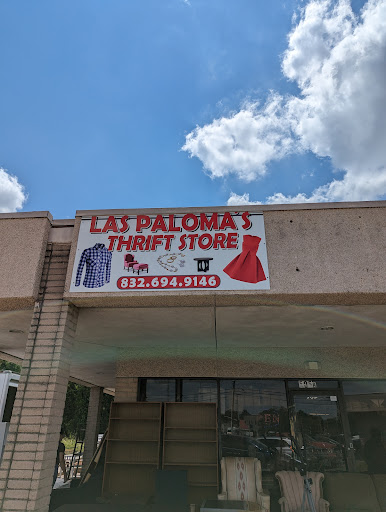 LAS PALOMA'S
THRIFT STORE
832.694.9146